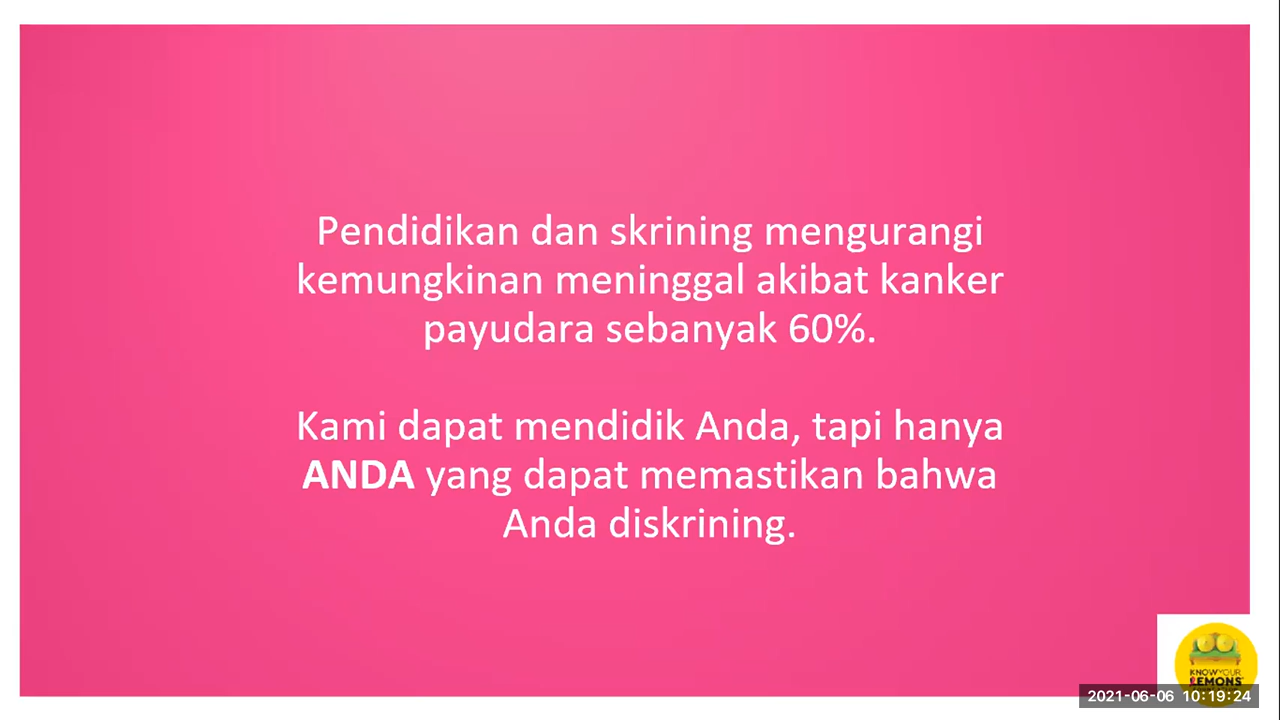 Pendidikan dan skrining mengurangi
kemungkinan meninggal akibat kanker
payudara sebanyak 60%.
Kami dapat mendidik Anda, tapi hanya
ANDA yang dapat memastikan bahwa
Anda diskrining.
KNOW YOUR
LEMONS
2021-06-06 10:19:24